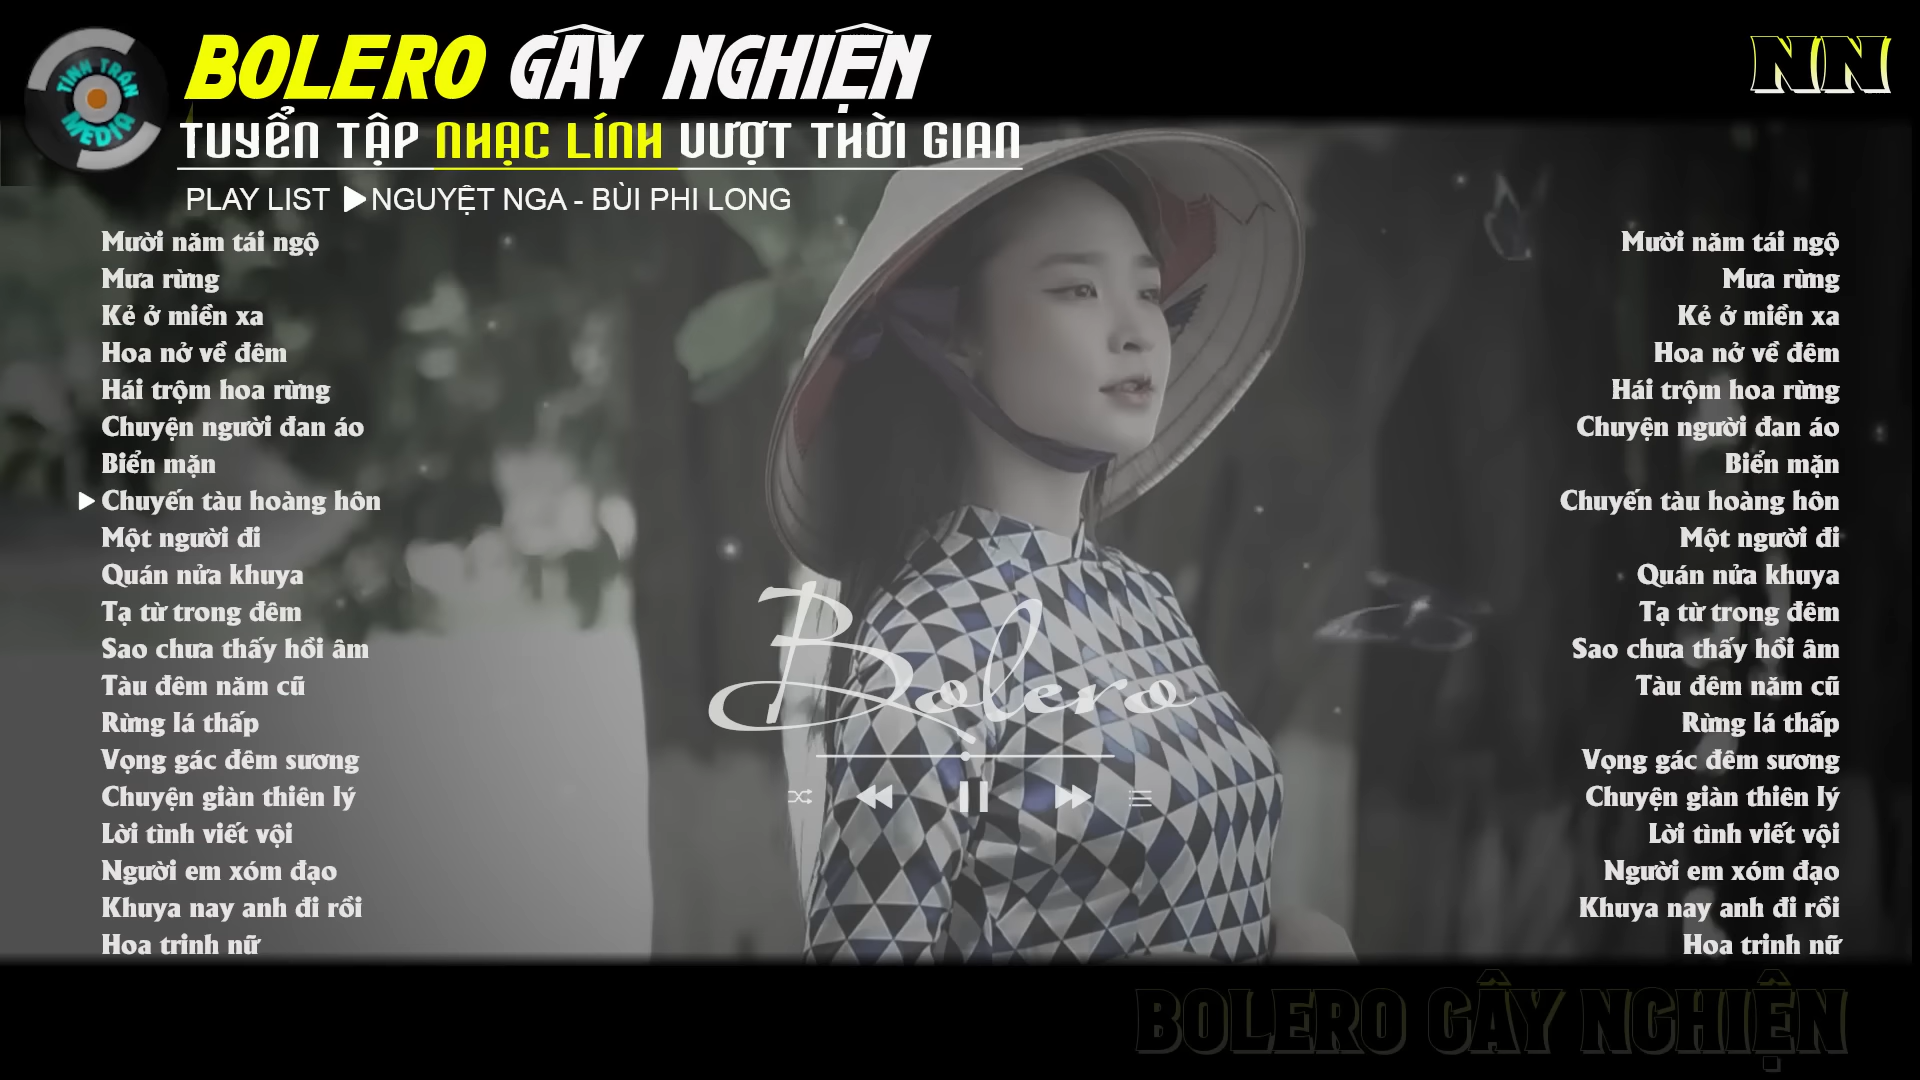 TÌNH TRẦN
MEDIA
BOLERO GÂY NGHIỆN
NN
TUYỂN TẬP NHẠC LÍNH VƯỢT THỜI GIAN
PLAY LIST ▶NGUYỆT NGA - BÙI PHI LONG
Mười năm tái ngộ
Mưa rừng
Kẻ ở miền xa
Hoa nở về đêm
Hái trộm hoa rừng
Chuyện người đan áo
Biển mặn
Chuyến tàu hoàng hôn
Một người đi
Quán nửa khuya
Tạ từ trong đêm
Sao chưa thấy hồi âm
Tàu đêm năm cũ
Rừng lá thấp
Vọng gác đêm sương
Chuyện giàn thiên lý
Lời tình viết vội
Người em xóm đạo
Khuya nay anh đi rồi
Hoa trinh nữ
Bolero
Mười năm tái ngộ
Mưa rừng
Kẻ ở miền xa
Hoa nở về đêm
Hái trộm hoa rừng
Chuyện người đan áo
Biển mặn
Chuyến tàu hoàng hôn
Một người đi
Quán nửa khuya
Tạ từ trong đêm
Sao chưa thấy hồi âm
Tàu đêm năm cũ
Rừng lá thấp
Vọng gác đêm sương
Chuyện giàn thiên lý
Lời tình viết vội
Người em xóm đạo
Khuya nay anh đi rồi
Hoa trinh nữ
BOLERO GÂY NGHIỆN